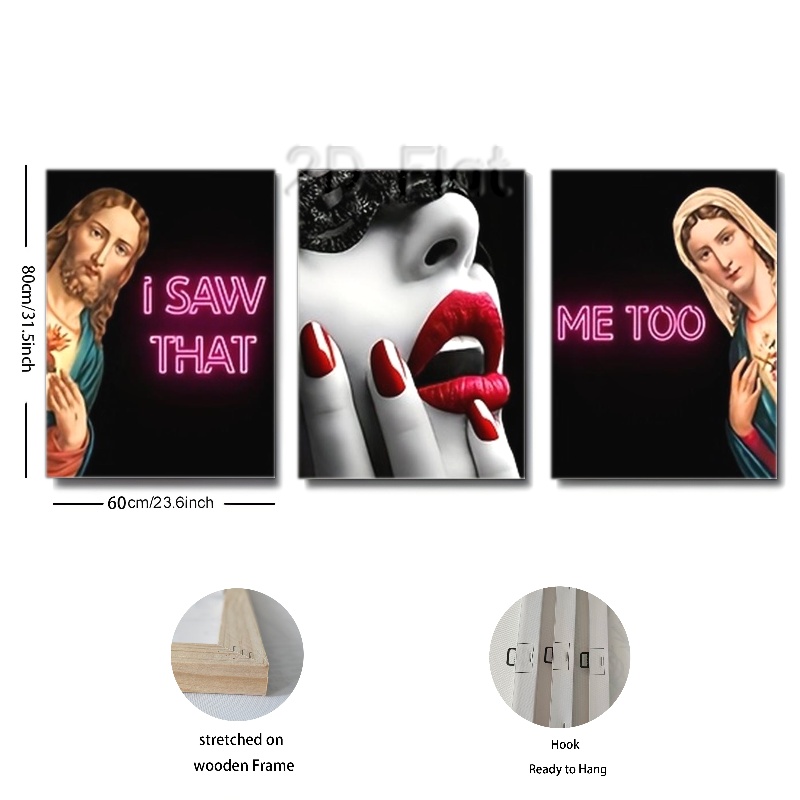 2D Flat
I SAW
THAT
ME TOO
80cm/31.5inch
60cm/23.6inch
stretched on
wooden Frame
Hook
Ready to Hang